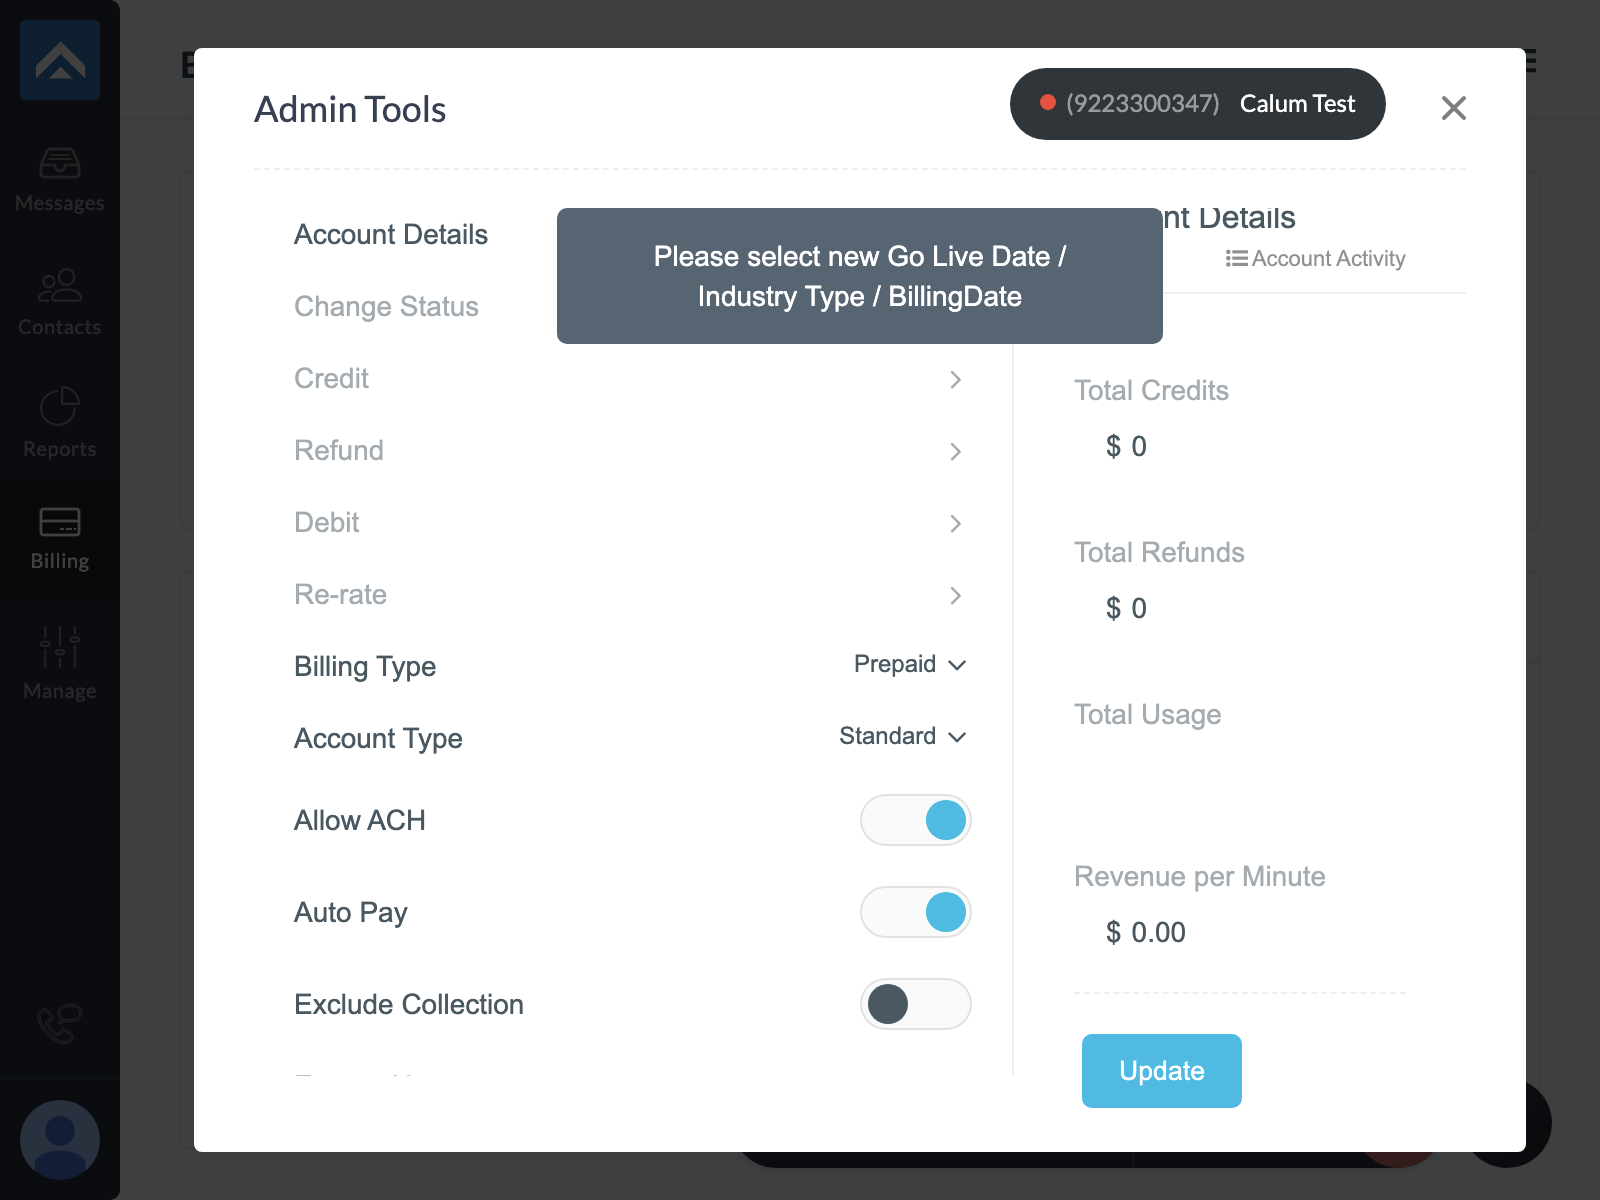 Messages
Contacts
Reports
Billing
Manage
Admin Tools
(9223300347) Calum Test
Please select new Go Live Date /
Industry Type / BillingDate
Account Details
Change Status
Credit
Refund
Debit
Re-rate
Billing Type Prepaid
Account Type Standard
Allow ACH
Auto Pay
Exclude Collection
nt Details
Account Activity
Total Credits
$ 0
Total Refunds
$ 0
Total Usage
Revenue per Minute
$ 0.00
Update